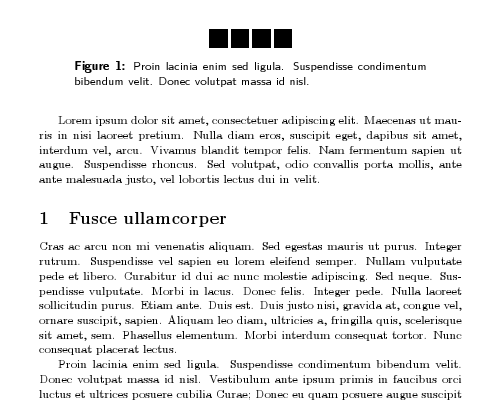 Figure 1: Proin lacinia enim sed ligula. Suspendisse condimentum
bibendum velit. Donec volutpat massa id nisl.
Lorem ipsum dolor sit amet, consectetuer adipiscing elit. Maecenas ut mau-
ris in nisi laoreet pretium. Nulla diam eros, suscipit eget, dapibus sit amet,
interdum vel, arcu. Vivamus blandit tempor felis. Nam fermentum sapien ut
augue. Suspendisse rhoncus. Sed volutpat, odio convallis porta mollis, ante
ante malesuada justo, vel lobortis lectus dui in velit.
1 Fusce ullamcorper
Cras ac arcu non mi venenatis aliquam. Sed egestas mauris ut purus. Integer
rutrum. Suspendisse vel sapien eu lorem eleifend semper. Nullam vulputate
pede et libero. Curabitur id dui ac nunc molestie adipiscing. Sed neque. Sus-
pendisse vulputate. Morbi in lacus. Donec felis. Integer pede. Nulla laoreet
sollicitudin purus. Etiam ante. Duis est. Duis justo nisi, gravida at, congue vel,
ornare suscipit, sapien. Aliquam leo diam, ultricies a, fringilla quis, scelerisque
sit amet, sem. Phasellus elementum. Morbi interdum consequat tortor. Nunc
consequat placerat lectus.
Proin lacinia enim sed ligula. Suspendisse condimentum bibendum velit.
Donec volutpat massa id nisl. Vestibulum ante ipsum primis in faucibus orci
luctus et ultrices posuere cubilia Curae; Donec eu quam posuere augue suscipit